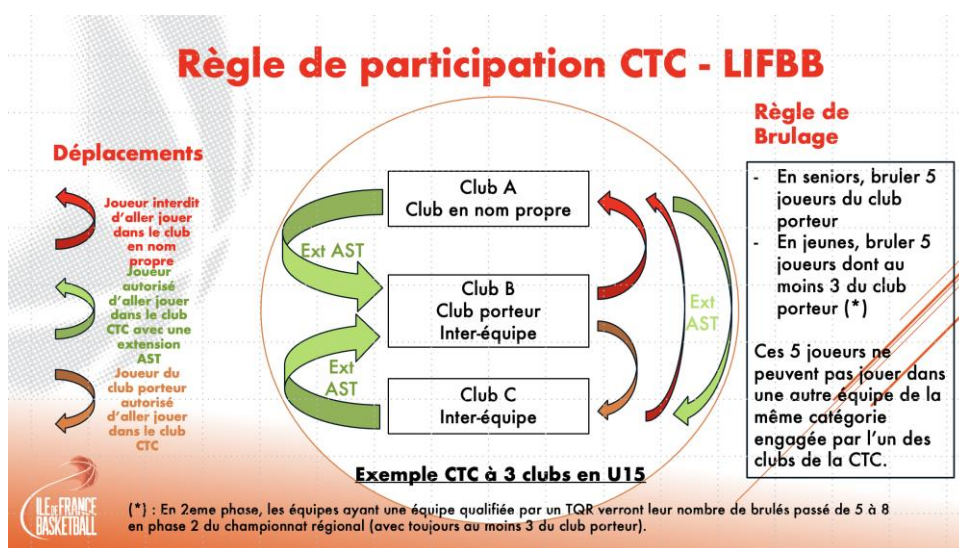 Règle de participation CTC - LIFBB
Déplacements
Joueur interdit
d'aller jouer
dans le club
en nom
propre
Joueur
autorisé
d'aller jouer
dans le club
CTC avec une
extension
AST
Joueur du
club porteur
autorisé
d'aller jouer
dans le club
CTC
Club A
Club en nom propre
Ext AST
Club B
Club porteur
Inter-équipe
Ext
AST
Club C
Inter-équipe
Ext
AST
Exemple CTC à 3 clubs en U15
Règle de
Brulage
- En seniors, bruler 5
joueurs du club
porteur
- En jeunes, bruler 5
joueurs dont au
moins 3 du club
porteur (*)
Ces 5 joueurs ne
peuvent pas jouer dans
une autre équipe de la
même catégorie
engagée par l'un des
clubs de la CTC.
(*) : En 2eme phase, les équipes ayant une équipe qualifiée par un TQR verront leur nombre de brulés passé de 5 à 8
en phase 2 du championnat régional (avec toujours au moins 3 du club porteur).
ILE DE FRANCE
BASKETBALL